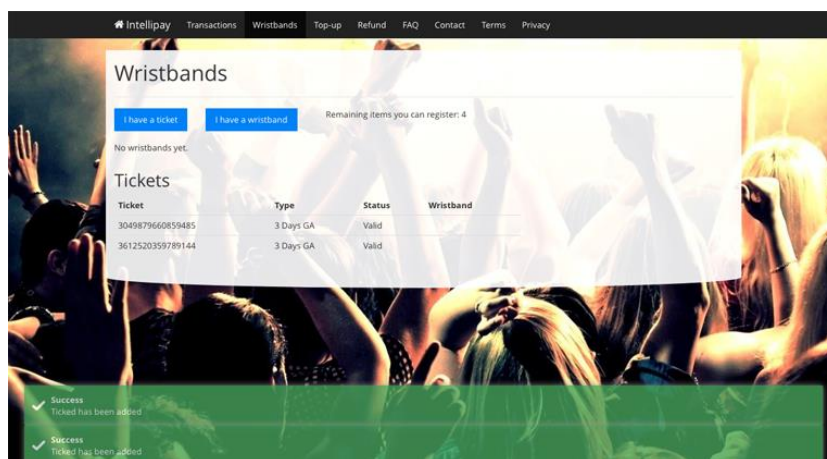 Intellipay Transactions Wristbands Top-up Refund FAQ Contact Terms Privacy
Wristbands
I have a ticket I have a wristband Remaining items you can register: 4
No wristbands yet.
Tickets
Ticket Type Status Wristband
3049879660859485 3 Days GA Valid
3612520359789144 3 Days GA Valid
Success
Ticked has been added
Success
Ticked has been added